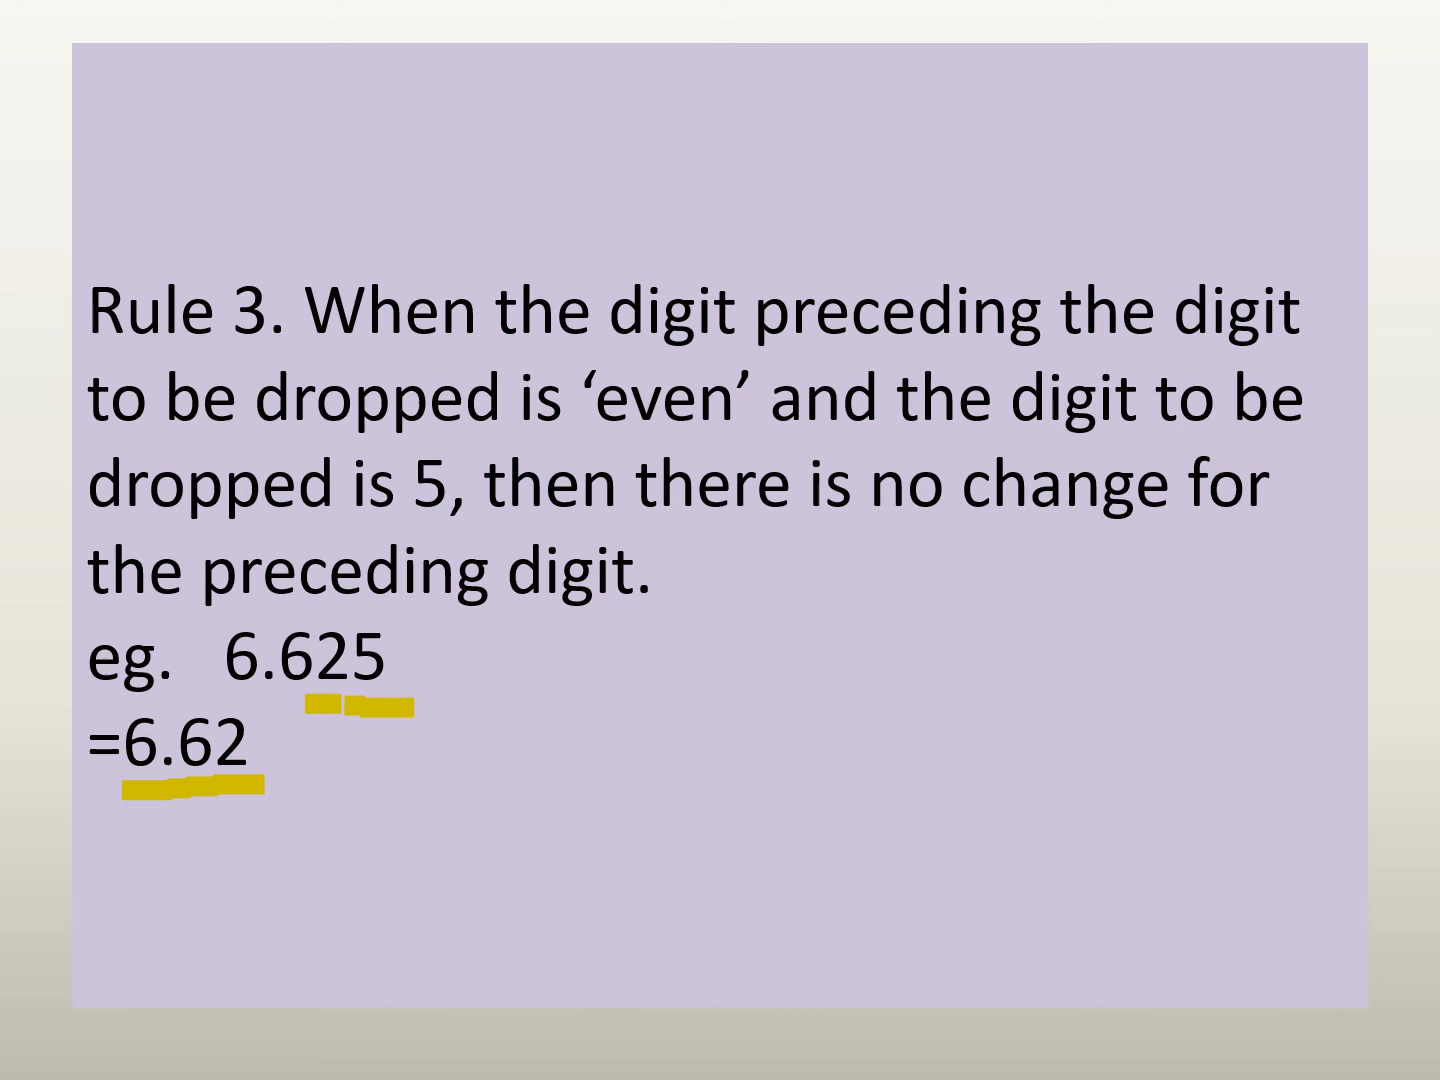 Rule 3. When the digit preceding the digit
to be dropped is ‘even’ and the digit to be
dropped is 5, then there is no change for
the preceding digit.
eg.   6.625
=6.62